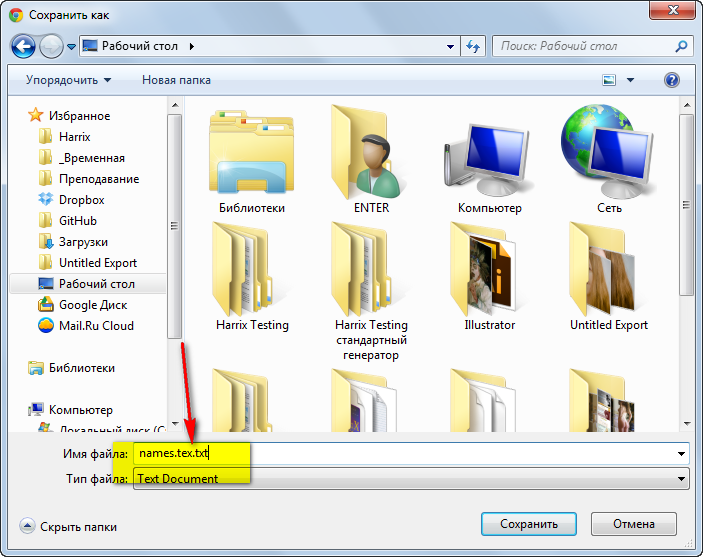 Сохранить как
Рабочий стол
Поиск: Рабочий стол
Упорядочить
Новая папка
Избранное
Harrix
_Временная
Преподавание
Dropbox
GitHub
Загрузки
Untitled Export
Рабочий стол
Google Диск
Mail.Ru Cloud
Библиотеки
Компьютер
Локальный диск (C
Библиотеки
ENTER
Компьютер
Сеть
Harrix Testing
Harrix Testing
стандартный
генератор
Illustrator
Untitled Export
Имя файла: names.tex.txt
Тип файла: Text Document
Скрыть папки
Сохранить
Отмена